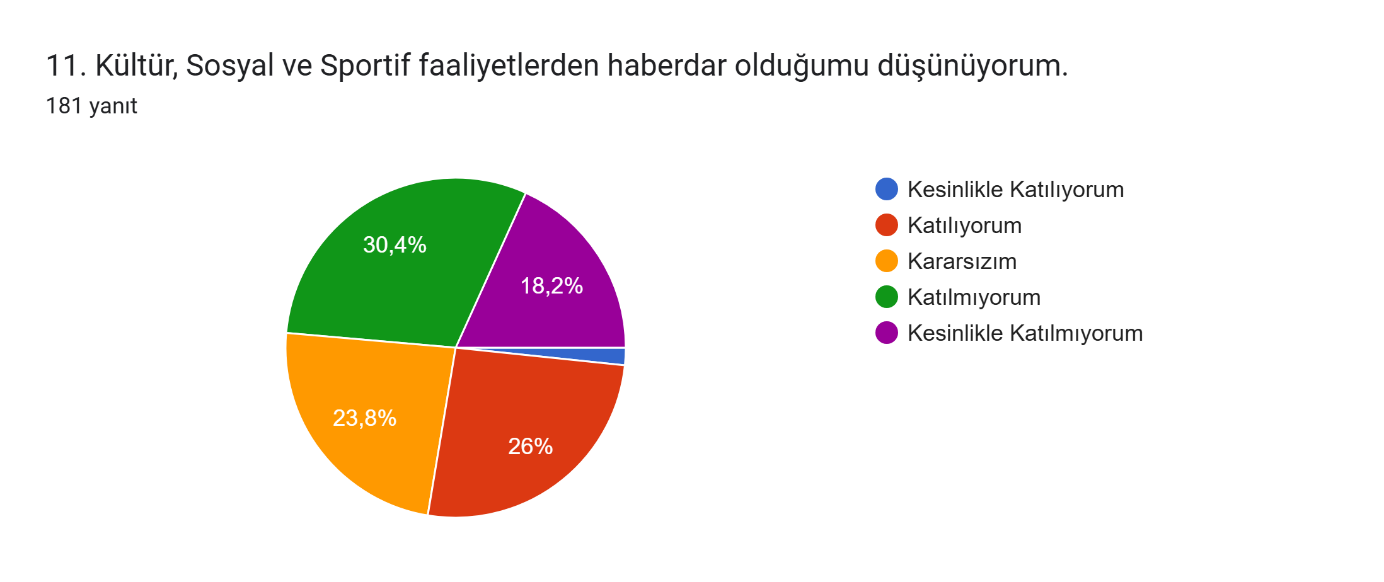 11. Kültür, Sosyal ve Sportif faaliyetlerden haberdar olduğumu düşünüyorum.
181 yanıt
30,4%
18,2%
23,8%
26%
Kesinlikle Katılıyorum
Katılıyorum
Kararsızım
Katılmıyorum
Kesinlikle Katılmıyorum